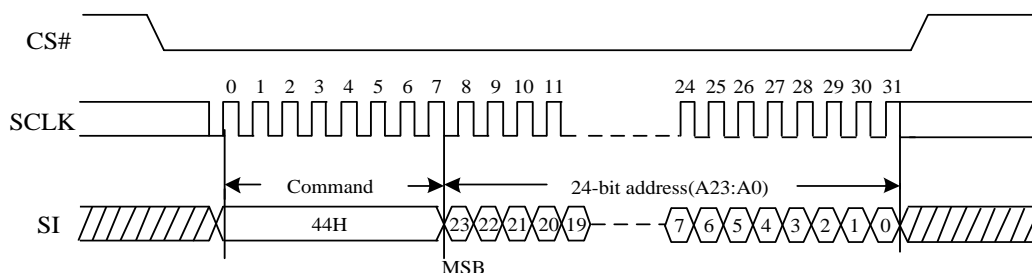 CS#
0 1 2 3 4 5 6 7 8 9 10 11 24 25 26 27 28 29 30 31
SCLK
Command 24-bit address(A23:A0)
SI 44H 23 22 21 20 19 7 6 5 4 3 2 1 0
MSB